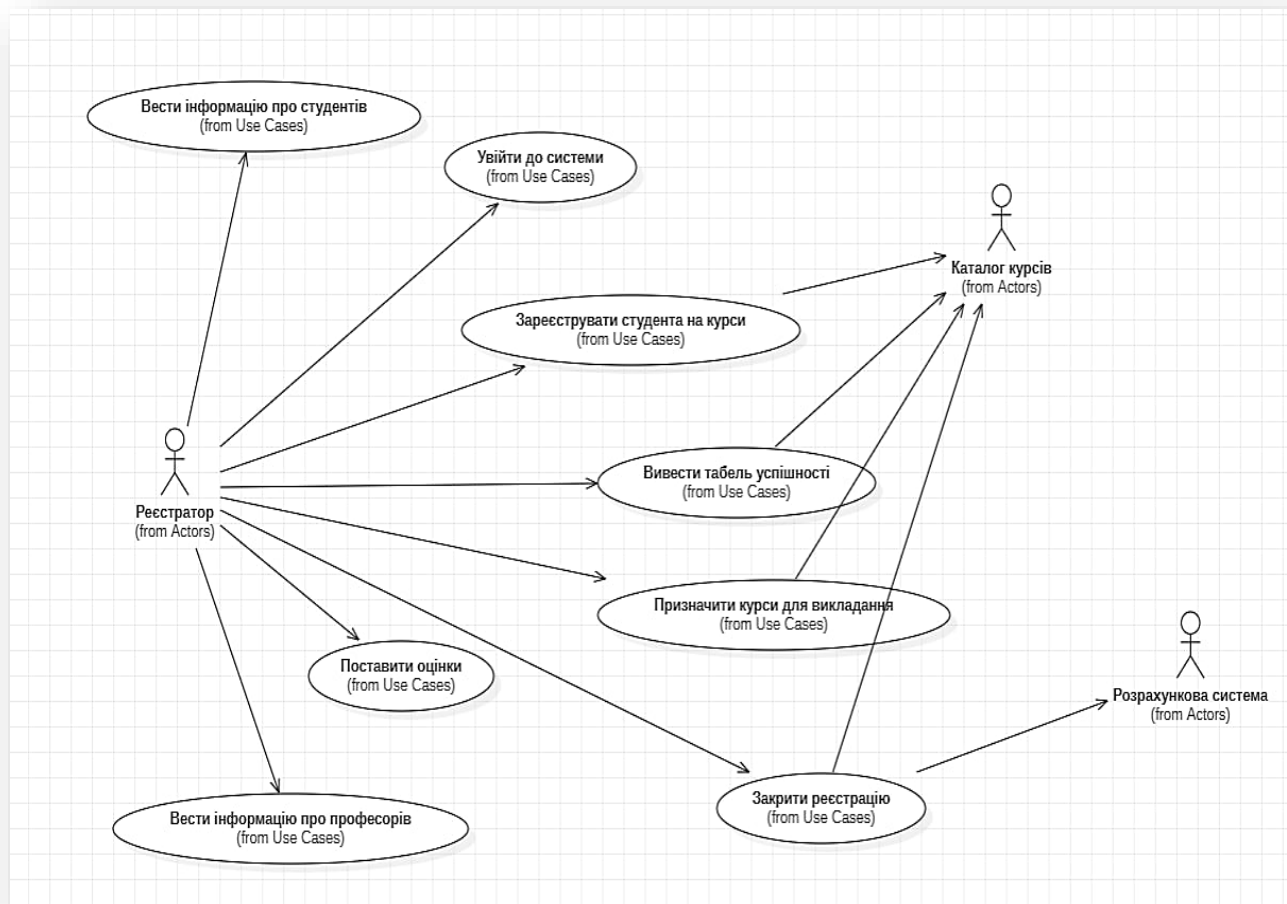 Вести інформацію про студентів
(from Use Cases)
Увійти до системи
(from Use Cases)
Каталог курсів
(from Actors)
Зареєструвати студента на курси
(from Use Cases)
Вивести табель успішності
(from Use Cases)
Реєстратор
(from Actors)
Призначити курси для викладання
(from Use Cases)
Поставити оцінки
(from Use Cases)
Розрахункова система
(from Actors)
Закрити реєстрацію
(from Use Cases)
Вести інформацію про професорів
(from Use Cases)